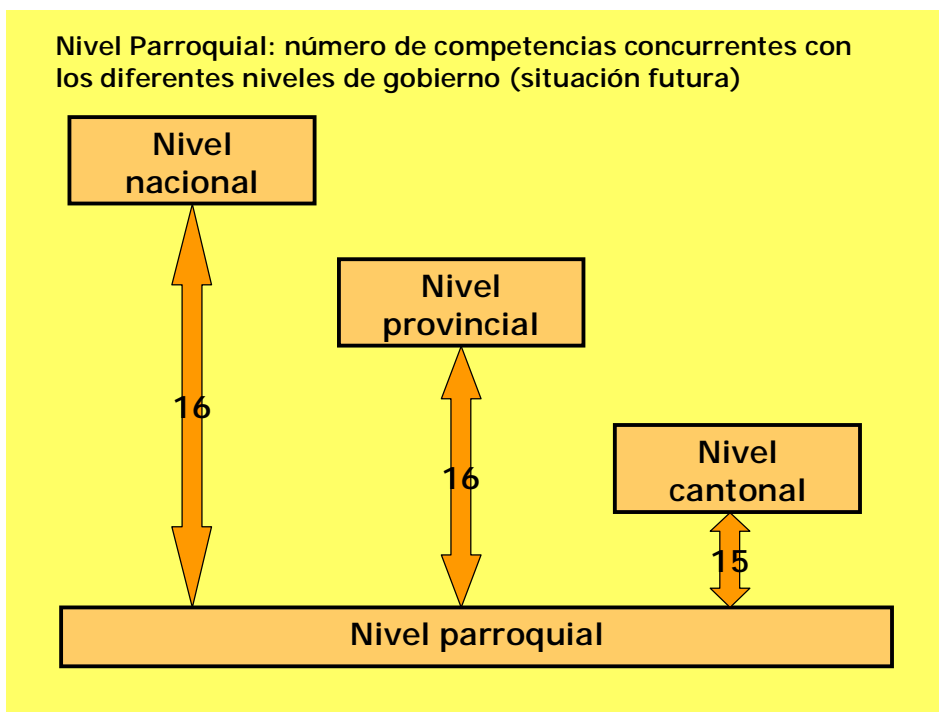 Nivel Parroquial: número de competencias concurrentes con
los diferentes niveles de gobierno (situación futura)
Nivel
nacional
Nivel
provincial
16
Nivel
cantonal
16
15
Nivel parroquial